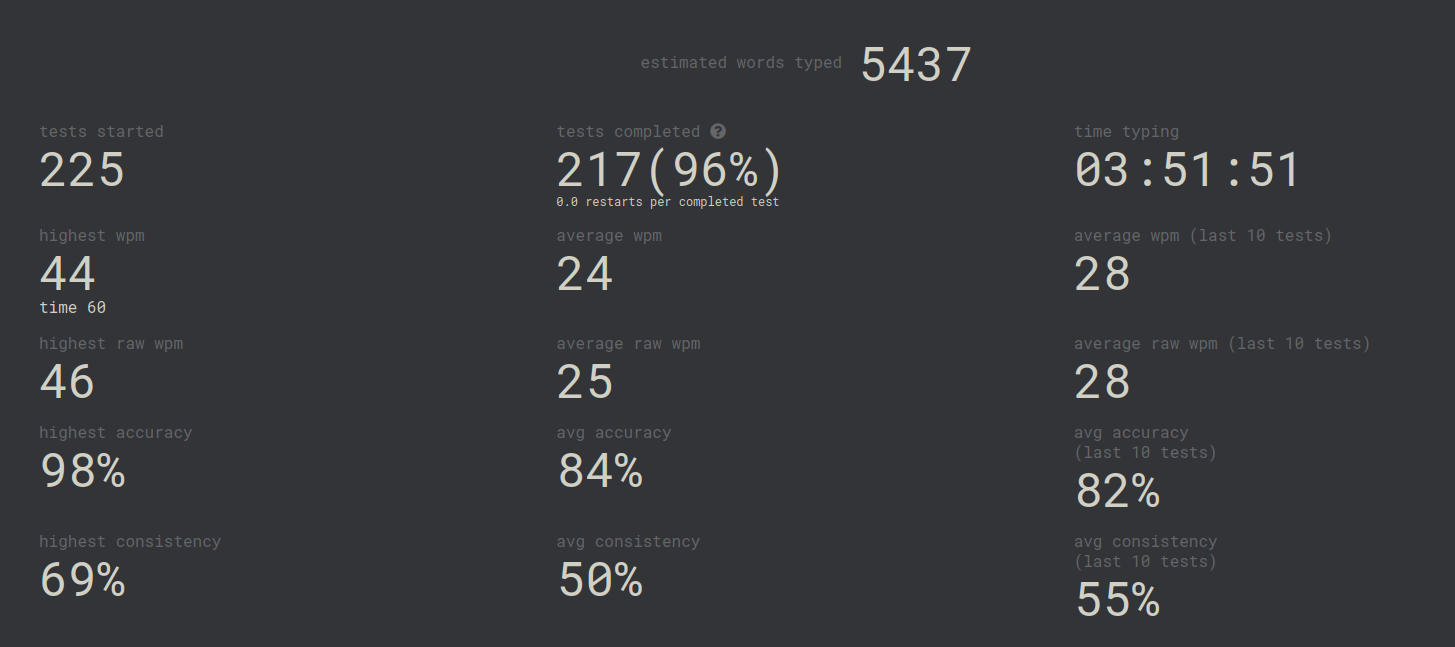 estimated words typed 5437
tests started
225
tests completed ?
217(96%)
0.0 restarts per completed test
time typing
03:51:51
highest wpm
44
time 60
average wpm
24
average wpm (last 10 tests)
28
highest raw wpm
46
average raw wpm
25
average raw wpm (last 10 tests)
28
highest accuracy
98%
avg accuracy
84%
avg accuracy
(last 10 tests)
82%
highest consistency
69%
avg consistency
50%
avg consistency
(last 10 tests)
55%